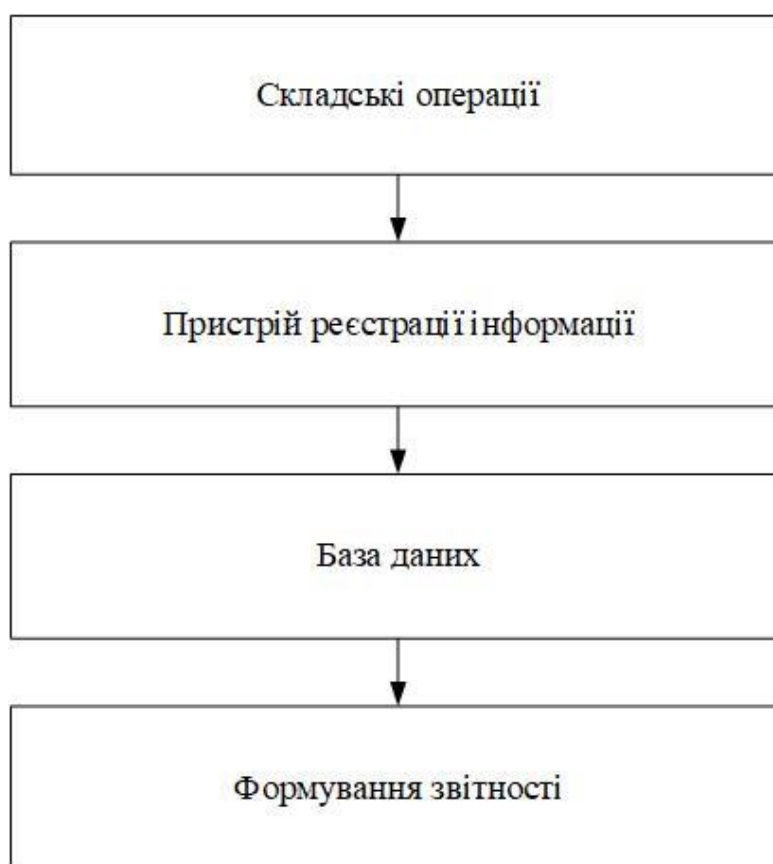 Складські операції
Пристрій реєстрації інформації
База даних
Формування звітності